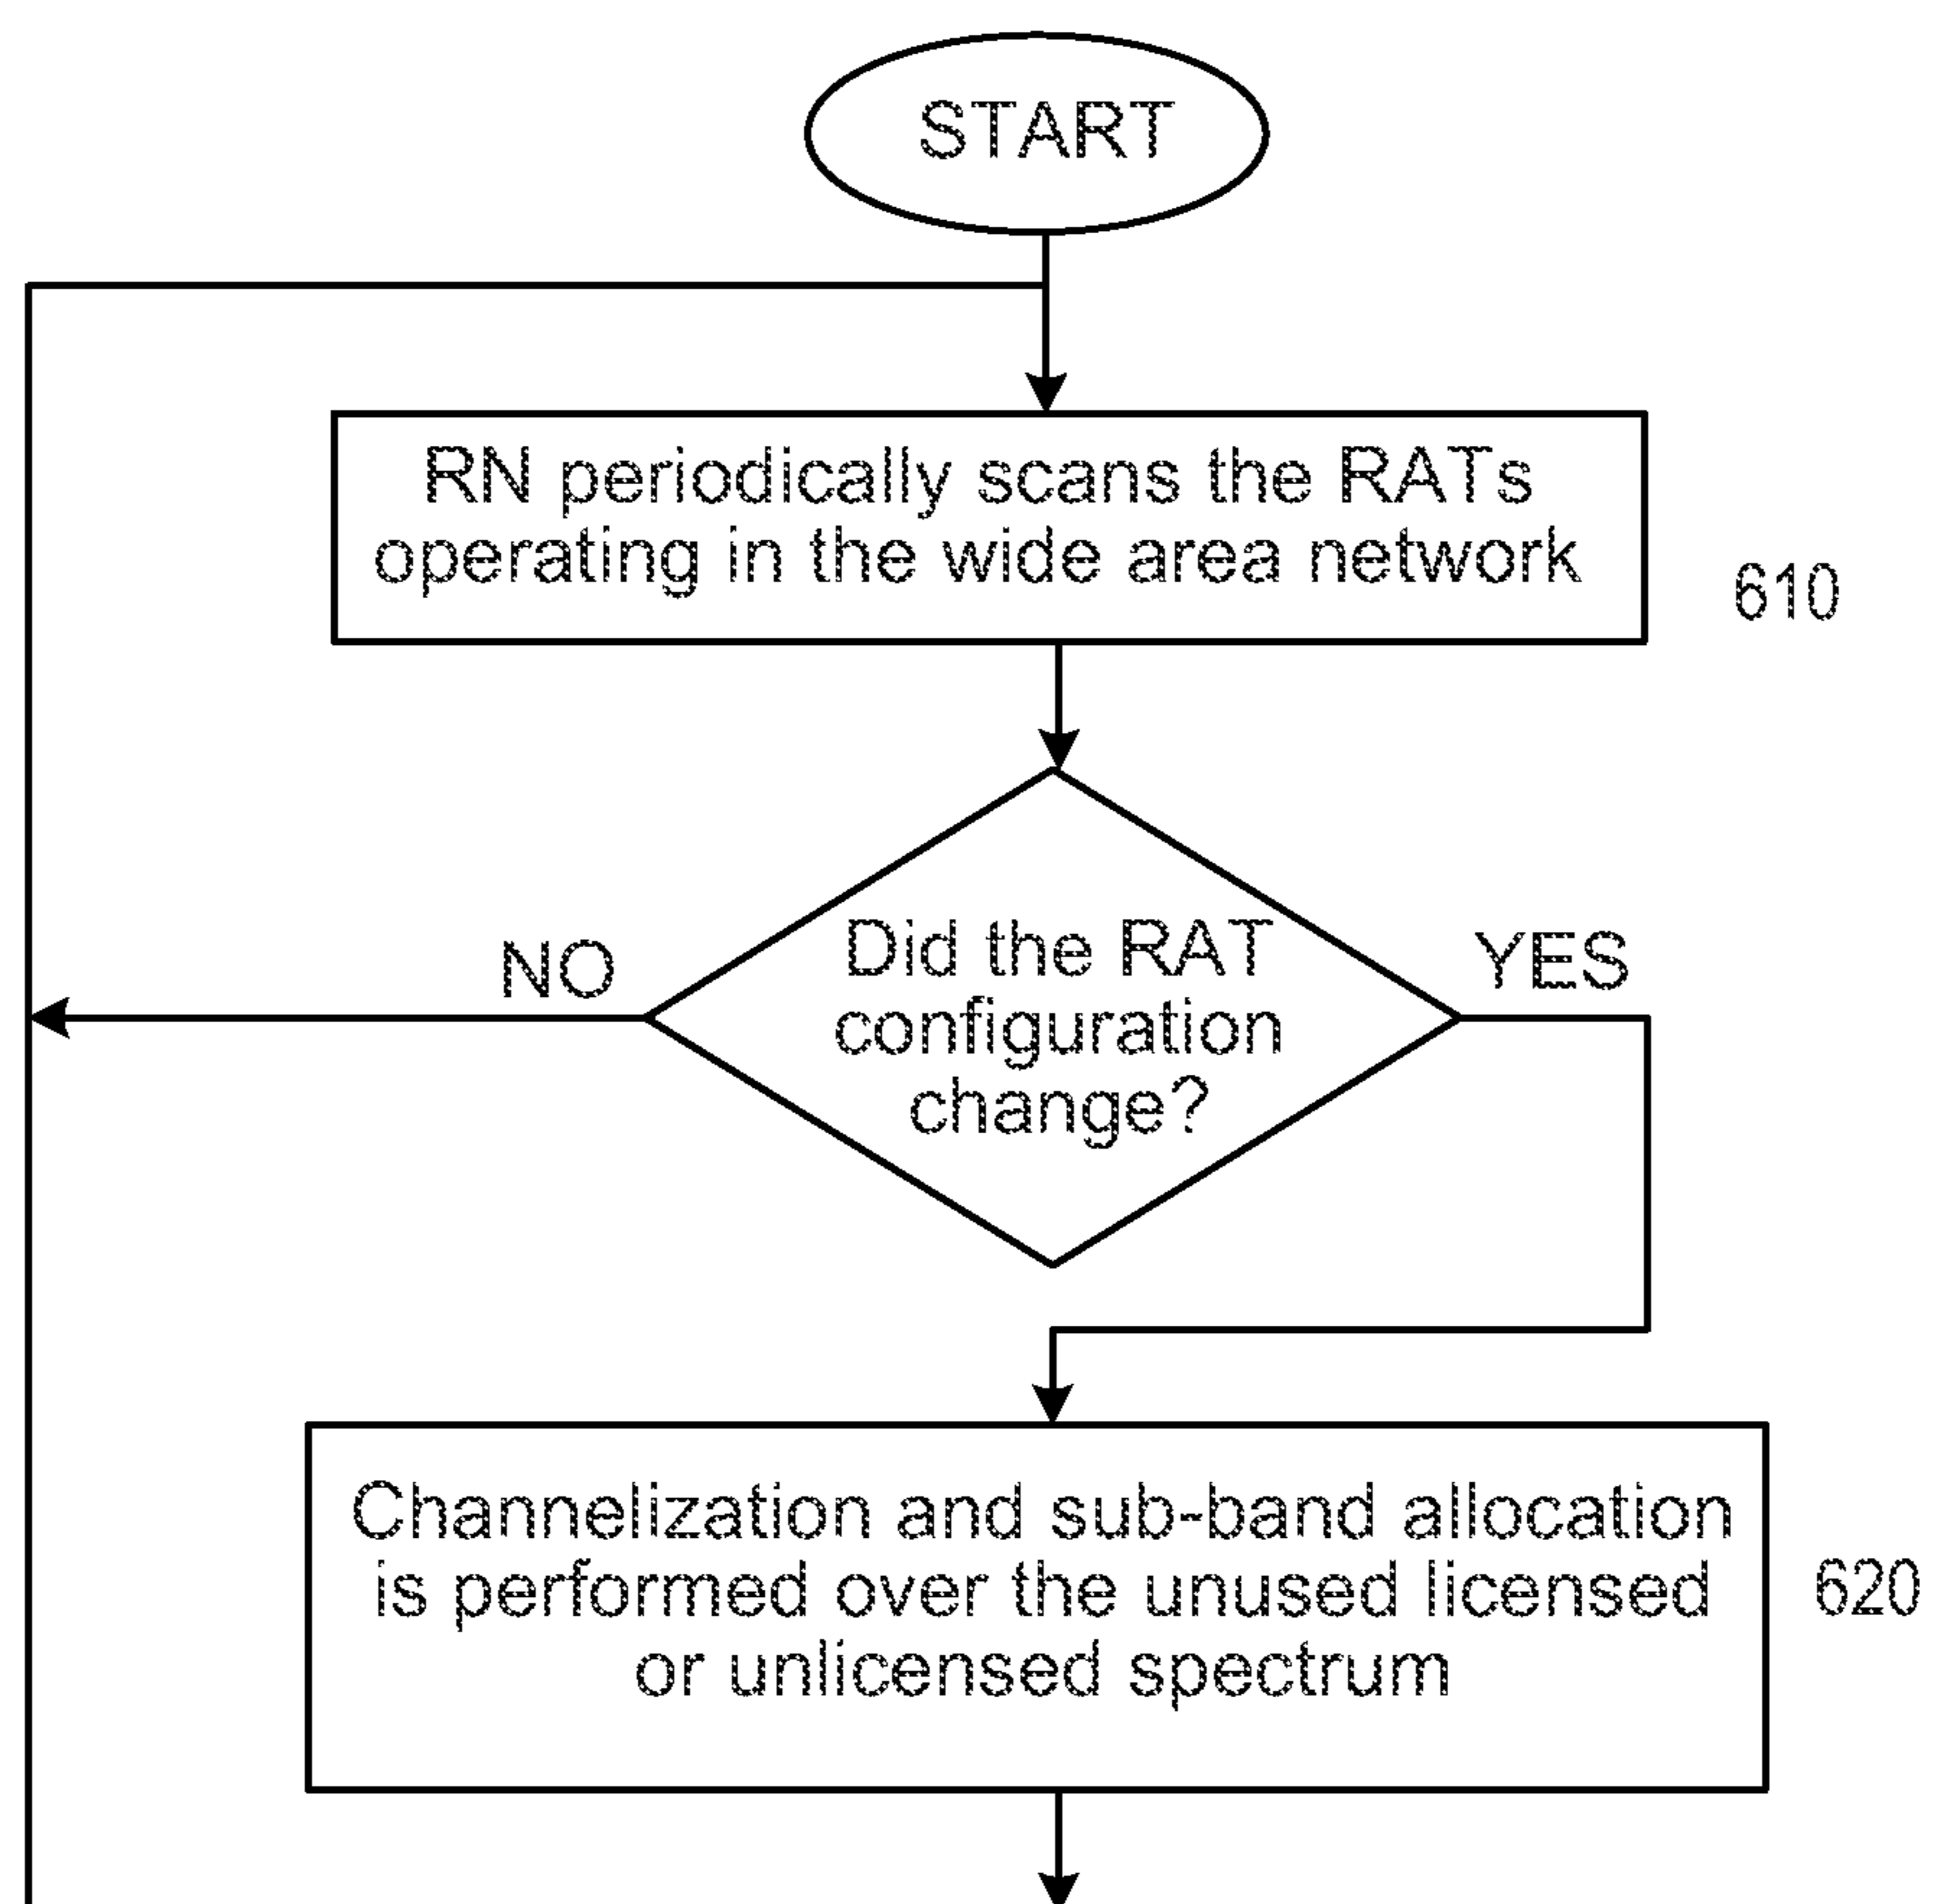 START
RN periodically scans the RATs
operating in the wide area network
610
NO
Did the RAT
configuration
change?
YES
Channelization and sub-band allocation
is performed over the unused licensed
or unlicensed spectrum
620